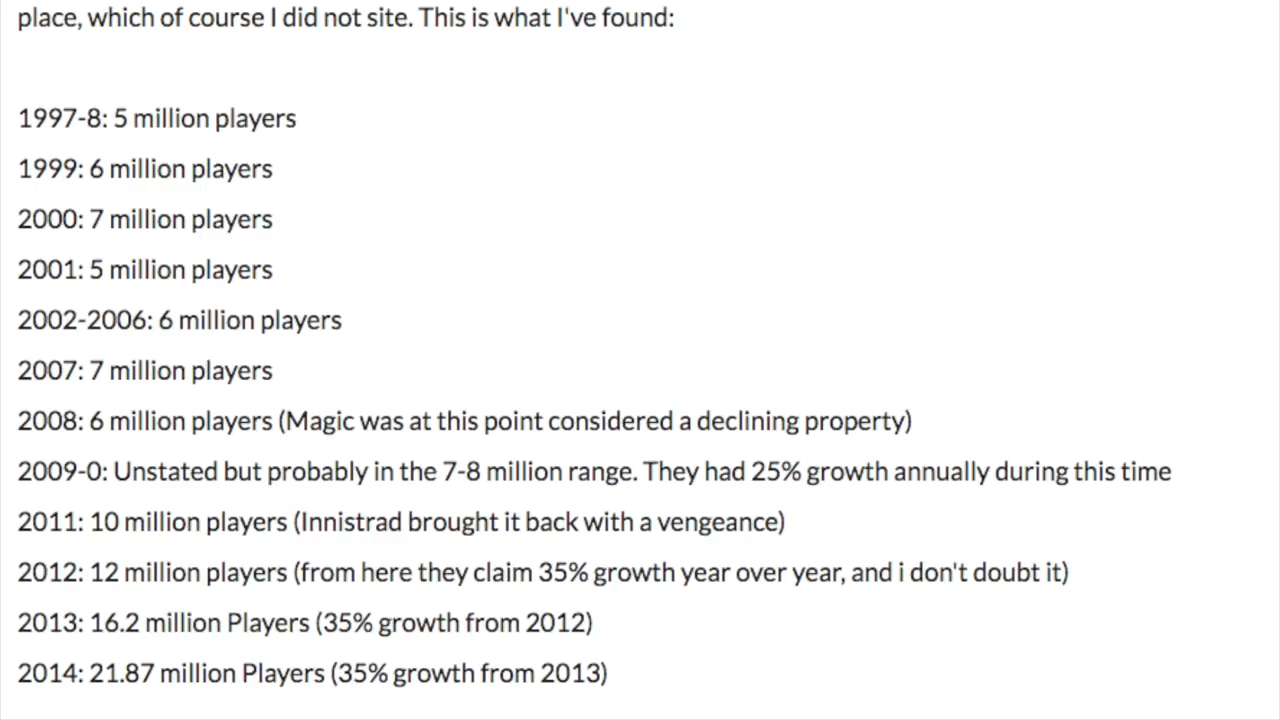 place, which of course I did not site. This is what I've found:
1997-8: 5 million players
1999: 6 million players
2000: 7 million players
2001: 5 million players
2002-2006: 6 million players
2007: 7 million players
2008: 6 million players (Magic was at this point considered a declining property)
2009-0: Unstated but probably in the 7-8 million range. They had 25% growth annually during this time
2011: 10 million players (Innistrad brought it back with a vengeance)
2012: 12 million players (from here they claim 35% growth year over year, and i don't doubt it)
2013: 16.2 million Players (35% growth from 2012)
2014: 21.87 million Players (35% growth from 2013)